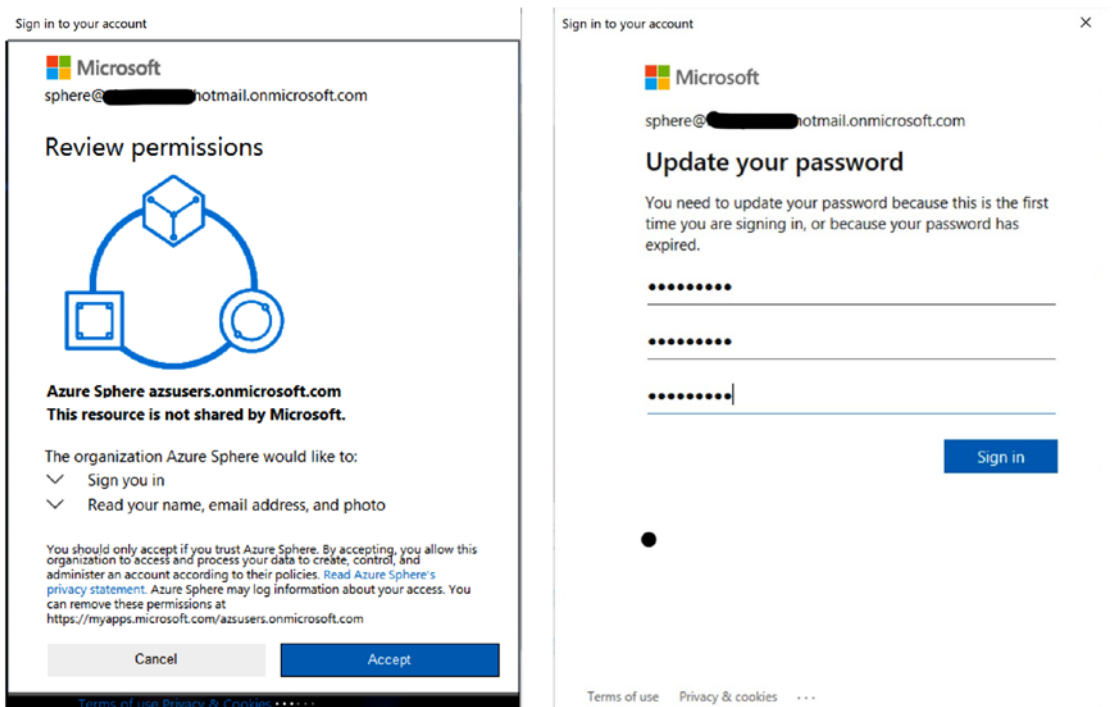 Sign in to your account
Microsoft
sphere@ hotmail.onmicrosoft.com
Review permissions
Azure Sphere azsusers.onmicrosoft.com
This resource is not shared by Microsoft.
The organization Azure Sphere would like to:
Sign you in
Read your name, email address, and photo
You should only accept if you trust Azure Sphere. By accepting, you allow this
organization to access and process your data to create, control, and
administer an account according to their policies. Read Azure Sphere's
privacy statement. Azure Sphere may log information about your access. You
can remove these permissions at
https://myapps.microsoft.com/azsusers.onmicrosoft.com
Cancel
Accept
Terms of use Privacy & Cookies
Sign in to your account
Microsoft
sphere@ otmail.onmicrosoft.com
Update your password
You need to update your password because this is the first
time you are signing in, or because your password has
expired.
Sign in
Terms of use Privacy & cookies